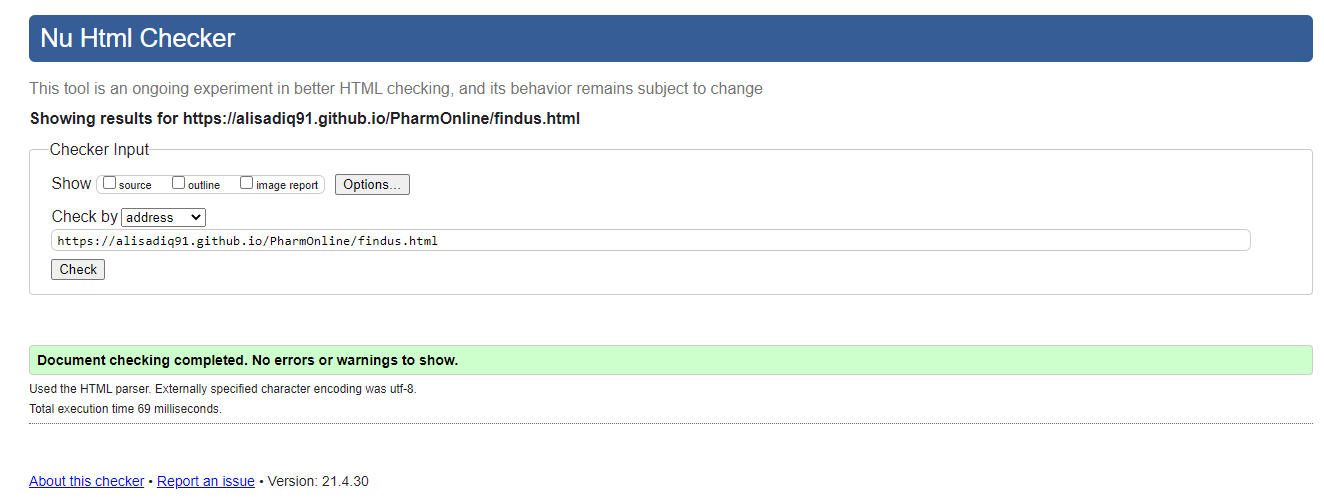 Nu Html Checker
This tool is an ongoing experiment in better HTML checking, and its behavior remains subject to change
Showing results for https://alisadiq91.github.io/PharmOnline/findus.html
Checker Input
Show source outline image report Options...
Check by address
https://alisadiq91.github.io/PharmOnline/findus.html
Check
Document checking completed. No errors or warnings to show.
Used the HTML parser. Externally specified character encoding was utf-8.
Total execution time 69 milliseconds.
About this checker • Report an issue • Version: 21.4.30